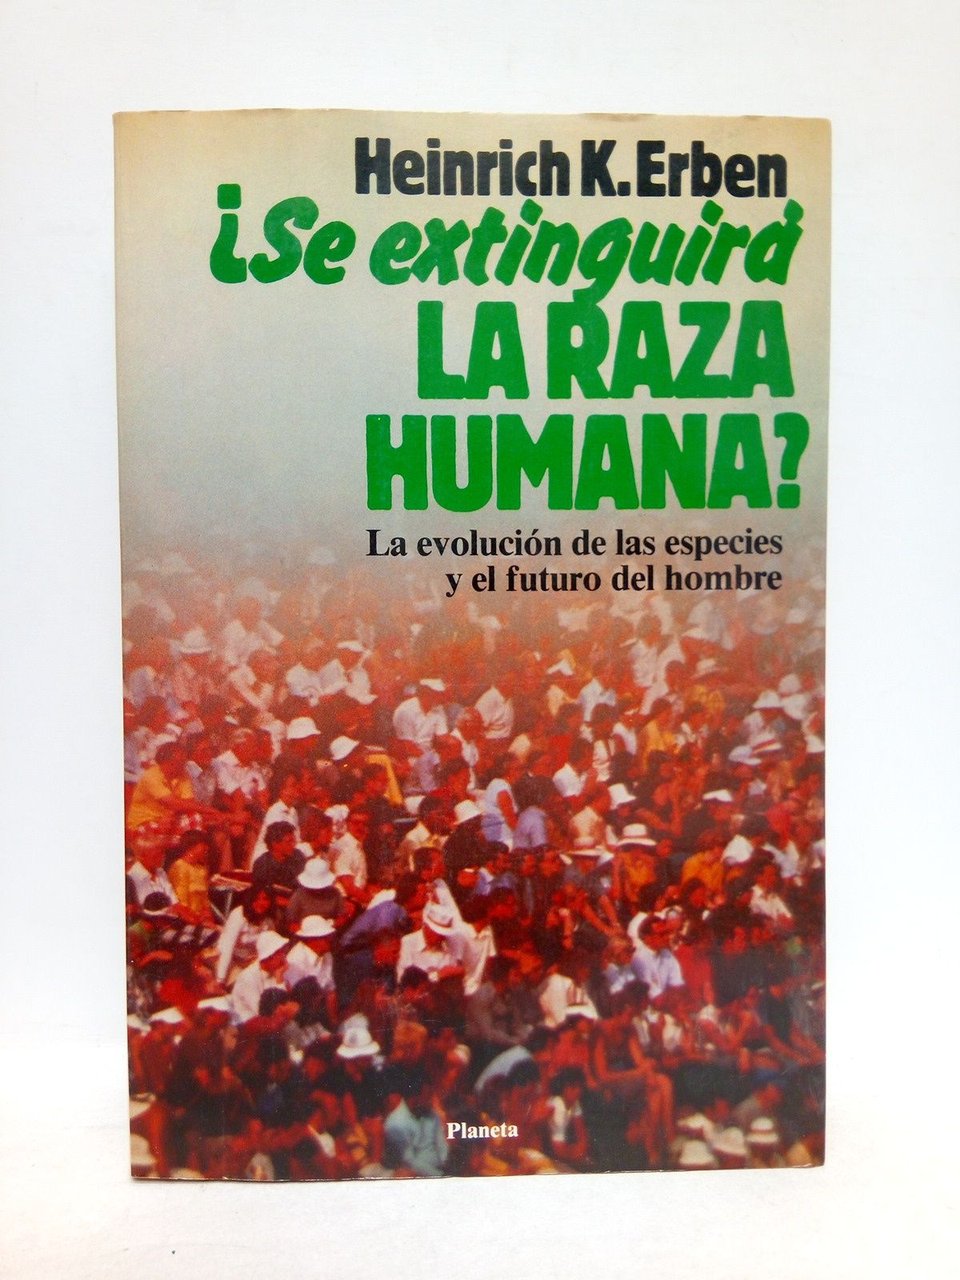 Heinrich K. Erben
¿Se extinguirá
LA RAZA
HUMANA?
La evolución de las especies
y el futuro del hombre
Planeta